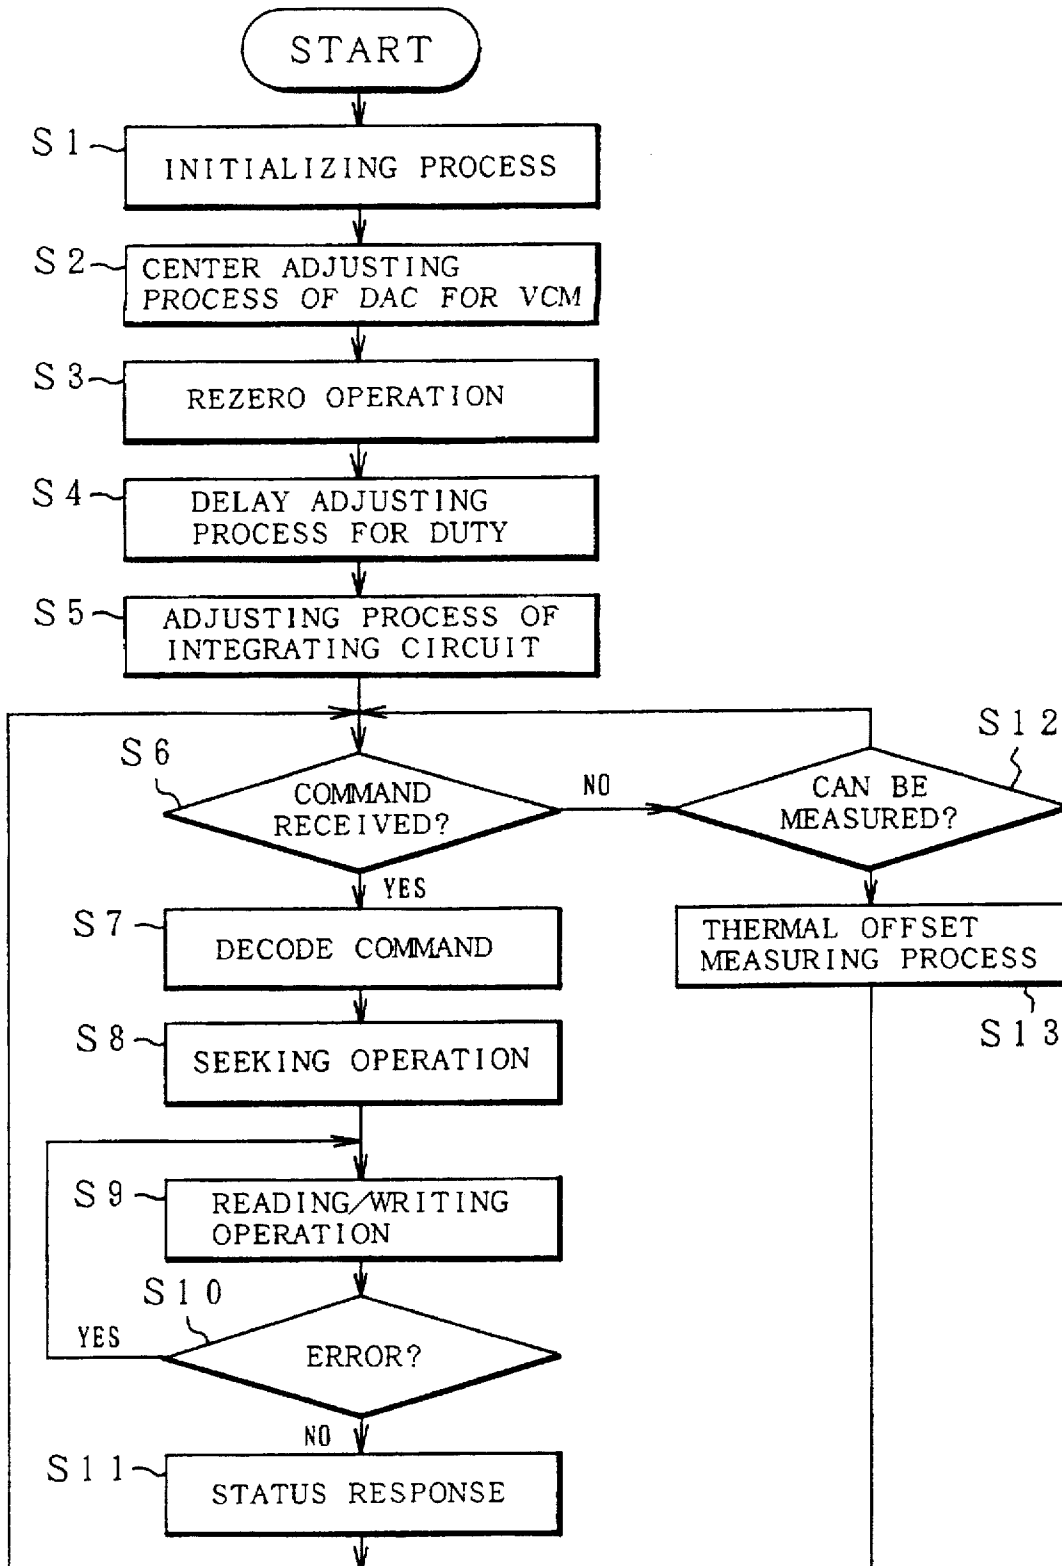 START
S1
INITIALIZING PROCESS
S2
CENTER ADJUSTING
PROCESS OF DAC FOR VCM
S3
REZERO OPERATION
S4
DELAY ADJUSTING
PROCESS FOR DUTY
S5
ADJUSTING PROCESS OF
INTEGRATING CIRCUIT
S6
COMMAND
RECEIVED?
NO
YES
S12
CAN BE
MEASURED?
S7
DECODE COMMAND
THERMAL OFFSET
MEASURING PROCESS
S13
S8
SEEKING OPERATION
S9
READING/WRITING
OPERATION
S10
YES
ERROR?
NO
S11
STATUS RESPONSE